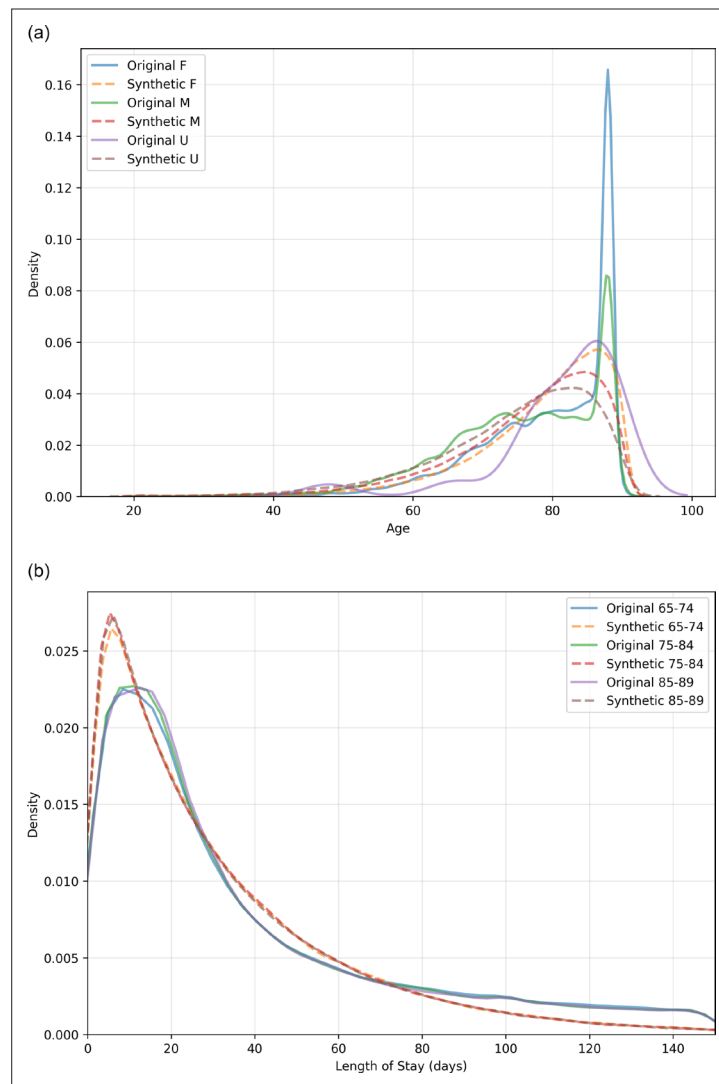 (a)
Original F
Synthetic F
Original M
Synthetic M
Original U
Synthetic U
0.16
0.14
0.12
0.10
0.08
0.06
0.04
0.02
0.00
Density
20
40
60
80
100
Age
(b)
Original 65-74
Synthetic 65-74
Original 75-84
Synthetic 75-84
Original 85-89
Synthetic 85-89
0.025
0.020
0.015
0.010
0.005
0.000
Density
0
20
40
60
80
100
120
140
Length of Stay (days)